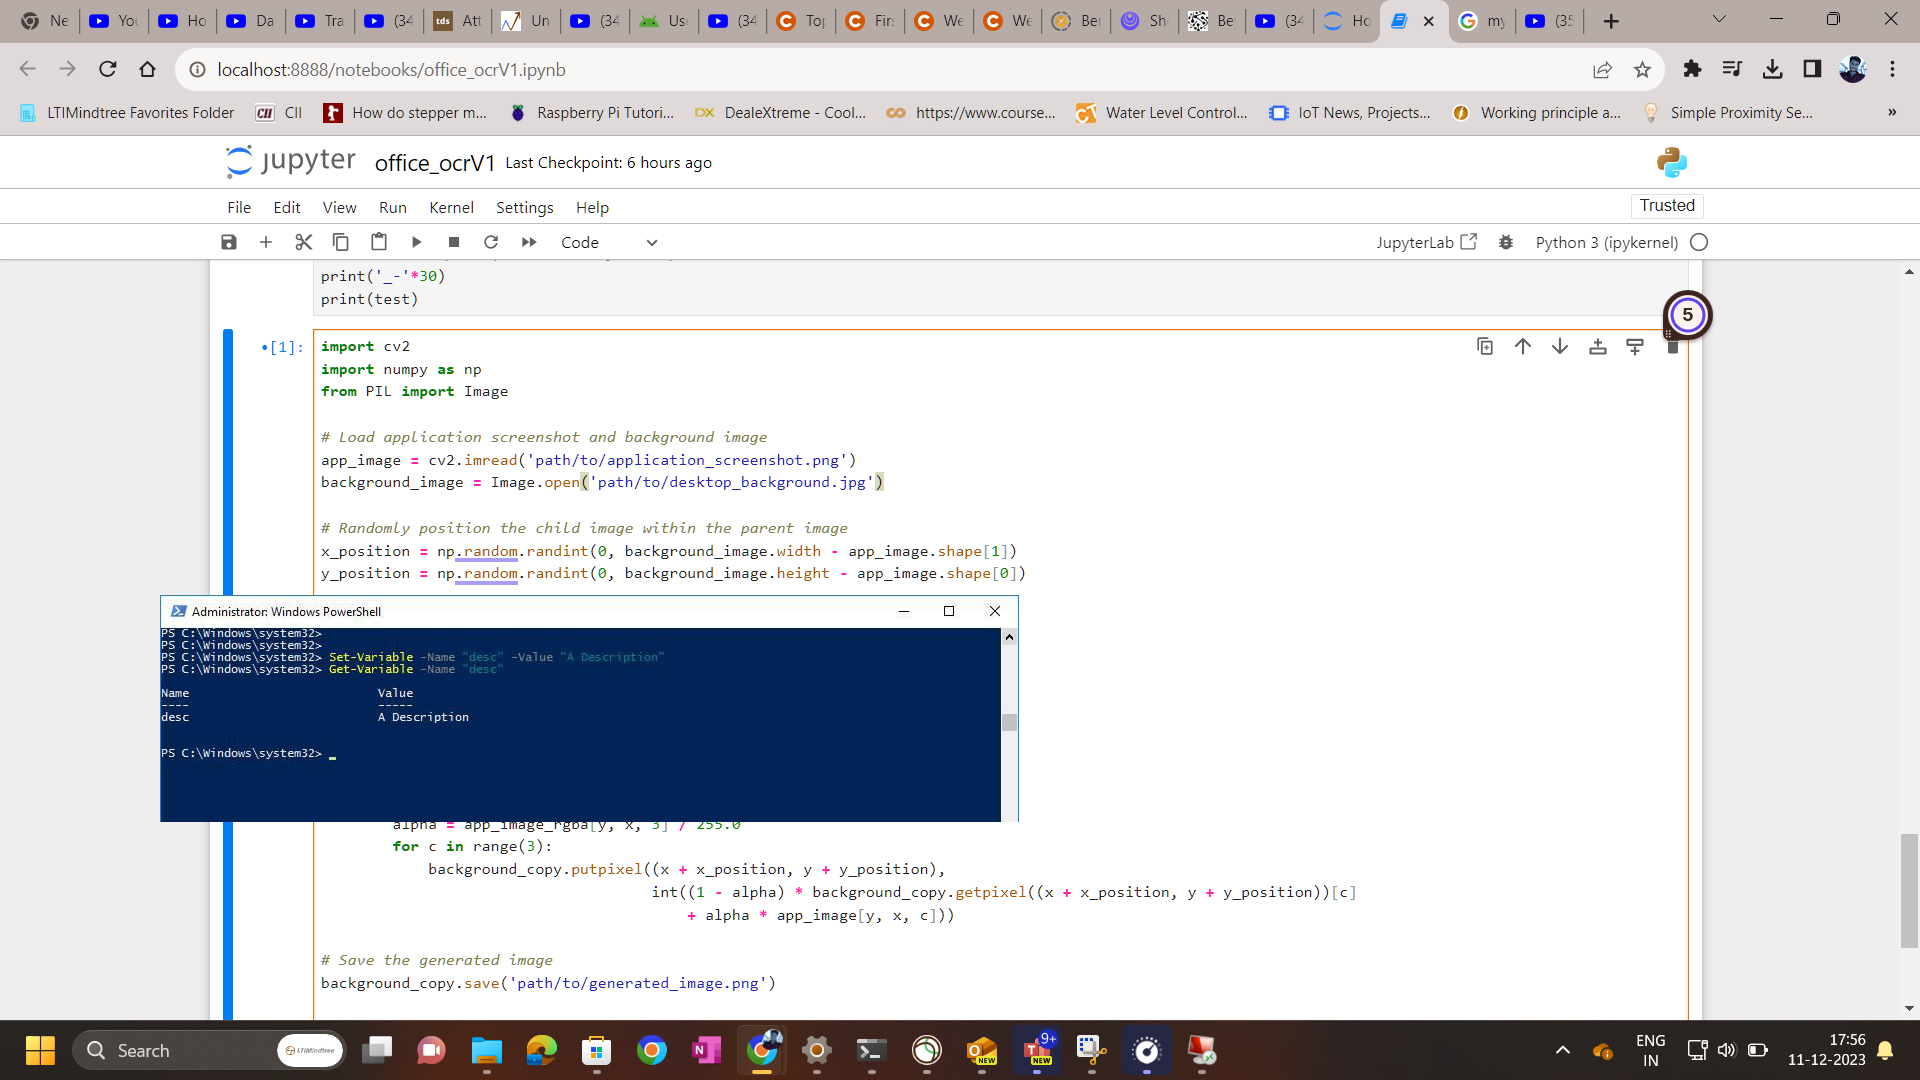 Ne
You
Ho
Da
Tra
(34
tds
Att
Un
(34
Use
(34
Top
Firs
We
We
Ber
She
Be
(34
Ho
my
(35
localhost:8888/notebooks/office_ocrV1.ipynb
LTIMindtree Favorites Folder
CII
CII
How do stepper m...
Raspberry Pi Tutori...
DX
DealeXtreme - Cool...
https://www.course...
Water Level Control...
IoT News, Projects...
Working principle a...
Simple Proximity Se...
»
jupyter
office_ocrV1
Last Checkpoint: 6 hours ago
File
Edit
View
Run
Kernel
Settings
Help
Trusted
Code
JupyterLab
Python 3 (ipykernel)
print('_-'*30)
print(test)
5
•[1]:
import cv2
import numpy as np
from PIL import Image
# Load application screenshot and background image
app_image = cv2.imread('path/to/application_screenshot.png')
background_image = Image.open('path/to/desktop_background.jpg')
# Randomly position the child image within the parent image
x_position = np.random.randint(0, background_image.width - app_image.shape[1])
y_position = np.random.randint(0, background_image.height - app_image.shape[0])
Administrator: Windows PowerShell
PS C:\Windows\system32>
PS C:\Windows\system32>
PS C:\Windows\system32> Set-Variable -Name "desc" -Value "A Description"
PS C:\Windows\system32> Get-Variable -Name "desc"
Name Value
---- -----
desc A Description
PS C:\Windows\system32> _
alpha = app_image_rgba[y, x, 3] / 255.0
for c in range(3):
background_copy.putpixel((x + x_position, y + y_position),
int((1 - alpha) * background_copy.getpixel((x + x_position, y + y_position))[c]
+ alpha * app_image[y, x, c]))
# Save the generated image
background_copy.save('path/to/generated_image.png')
Search
LTIMindtree
NEW
9+
NEW
ENG
IN
17:56
11-12-2023